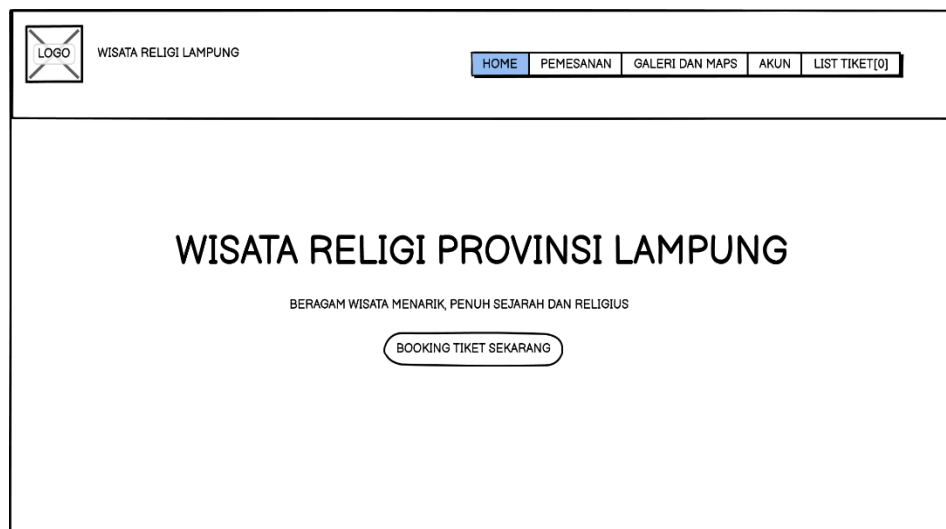 LOGO
WISATA RELIGI LAMPUNG
HOME PEMESANAN GALERI DAN MAPS AKUN LIST TIKET[0]
WISATA RELIGI PROVINSI LAMPUNG
BERAGAM WISATA MENARIK, PENUH SEJARAH DAN RELIGIUS
BOOKING TIKET SEKARANG